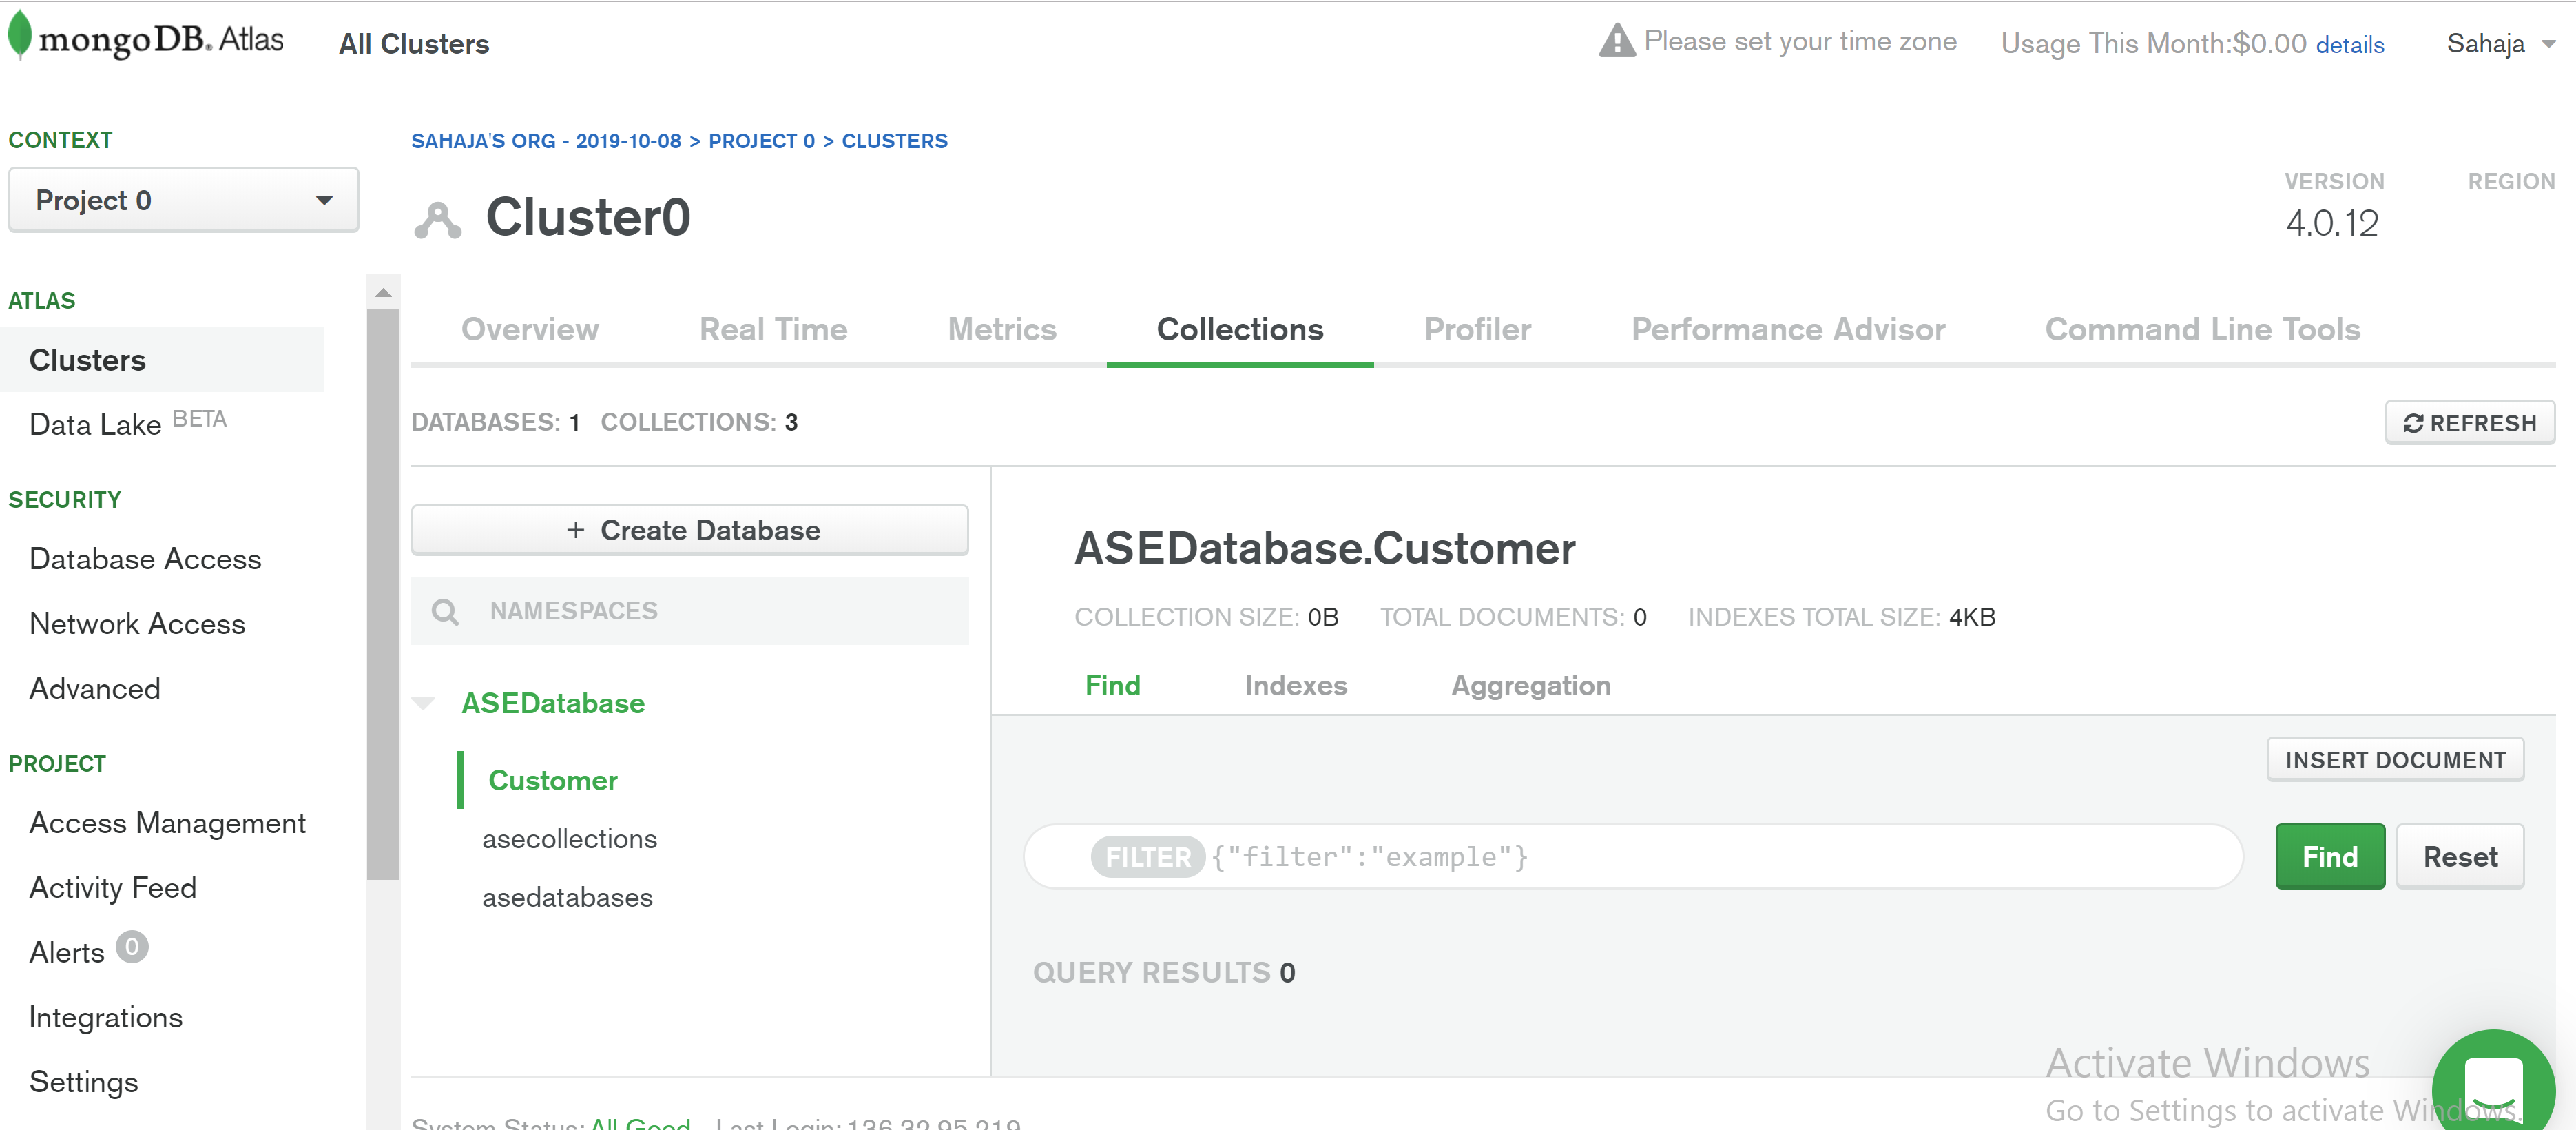 mongoDB. Atlas
All Clusters
Please set your time zone
Usage This Month:$0.00 details
Sahaja
CONTEXT
Project 0
ATLAS
Clusters
Data Lake BETA
SECURITY
Database Access
Network Access
Advanced
PROJECT
Access Management
Activity Feed
Alerts 0
Integrations
Settings
SAHAJA'S ORG - 2019-10-08 > PROJECT 0 > CLUSTERS
Cluster0
VERSION
4.0.12
REGION
Overview
Real Time
Metrics
Collections
Profiler
Performance Advisor
Command Line Tools
DATABASES: 1 COLLECTIONS: 3
REFRESH
+ Create Database
NAMESPACES
ASEDatabase
Customer
asecollections
asedatabases
ASEDatabase.Customer
COLLECTION SIZE: 0B TOTAL DOCUMENTS: 0 INDEXES TOTAL SIZE: 4KB
Find
Indexes
Aggregation
INSERT DOCUMENT
FILTER {"filter":"example"}
Find
Reset
QUERY RESULTS 0
Activate Windows
Go to Settings to activate Windows.
System Status: All Good Last Login: 136.32.95.219